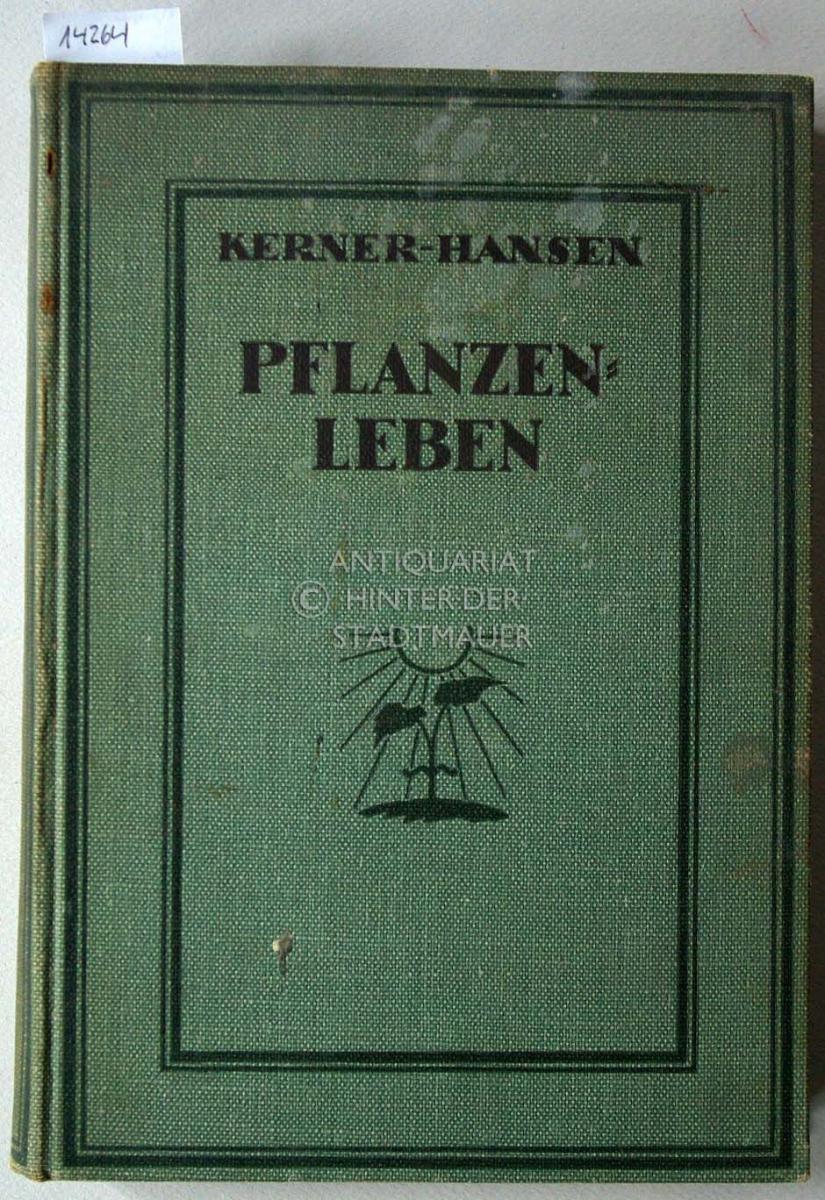 14264
KERNER-HANSEN
PFLANZEN⸗
LEBEN
ANTIQUARIAT
© HINTER DER
STADTMAUER